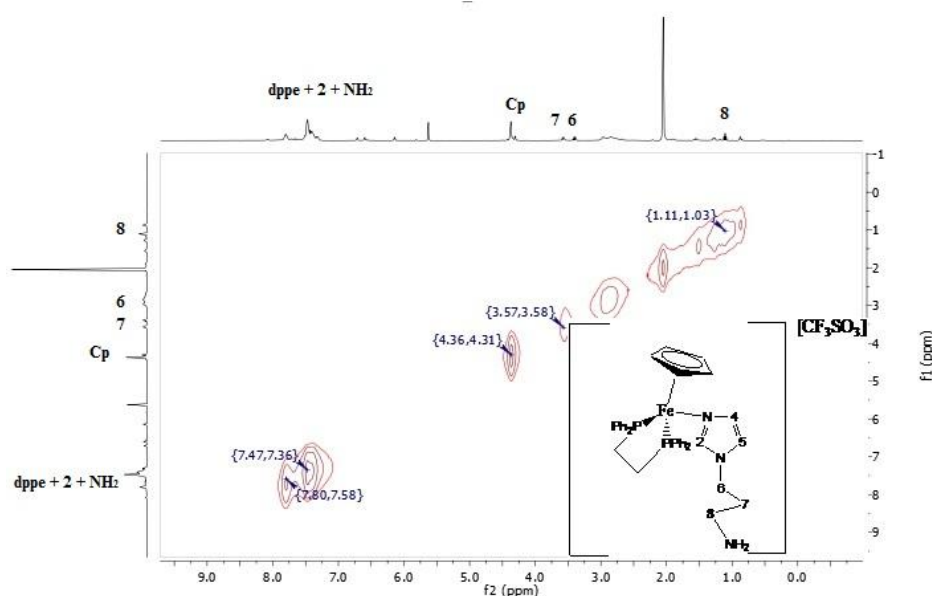 dppe + 2 + NH₂
Cp
7 6
8
-1
0
1
2
3
-4
-5
-6
-7
-8
-9
f1 (ppm)
8
6
7
Cp
dppe + 2 + NH₂
{1.11,1.03}
{3.57,3.58}
{4.36,4.31}
{7.47,7.36}
{7.80,7.58}
[CF₃SO₃]
Fe
N
4
Ph₂P
2
5
PPh₂
N
6
7
8
NH₂
9.0 8.0 7.0 6.0 5.0 4.0 3.0 2.0 1.0 0.0
f2 (ppm)